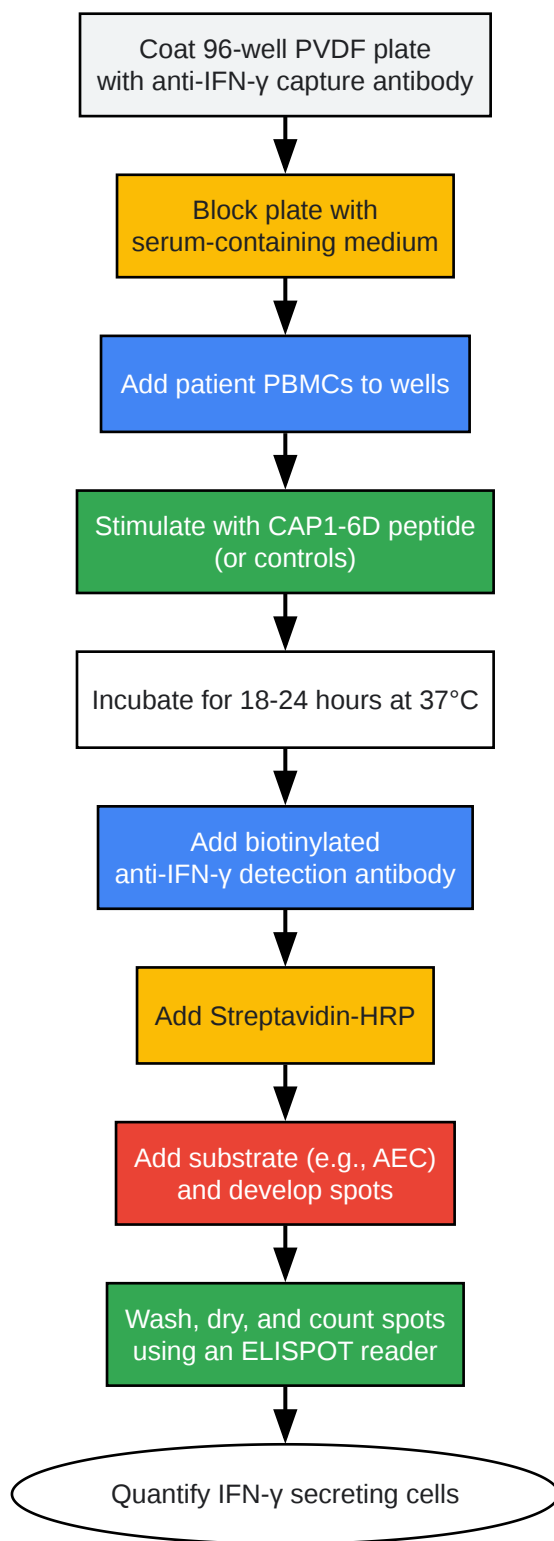 Coat 96-well PVDF plate
with anti-IFN-γ capture antibody
Block plate with
serum-containing medium
Add patient PBMCs to wells
Stimulate with CAP1-6D peptide
(or controls)
Incubate for 18-24 hours at 37°C
Add biotinylated
anti-IFN-γ detection antibody
Add Streptavidin-HRP
Add substrate (e.g., AEC)
and develop spots
Wash, dry, and count spots
using an ELISPOT reader
Quantify IFN-γ secreting cells